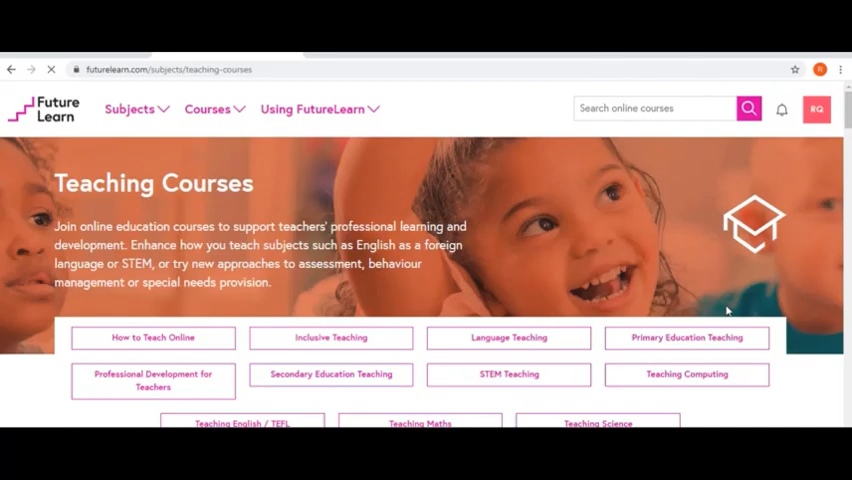 futurelearn.com/subjects/teaching-courses
R
Future
Learn
Subjects
Courses
Using FutureLearn
Search online courses
RQ
Teaching Courses
Join online education courses to support teachers' professional learning and
development. Enhance how you teach subjects such as English as a foreign
language or STEM, or try new approaches to assessment, behaviour
management or special needs provision.
How to Teach Online
Inclusive Teaching
Language Teaching
Primary Education Teaching
Professional Development for
Teachers
Secondary Education Teaching
STEM Teaching
Teaching Computing
Teaching English / TEFL
Teaching Maths
Teaching Science